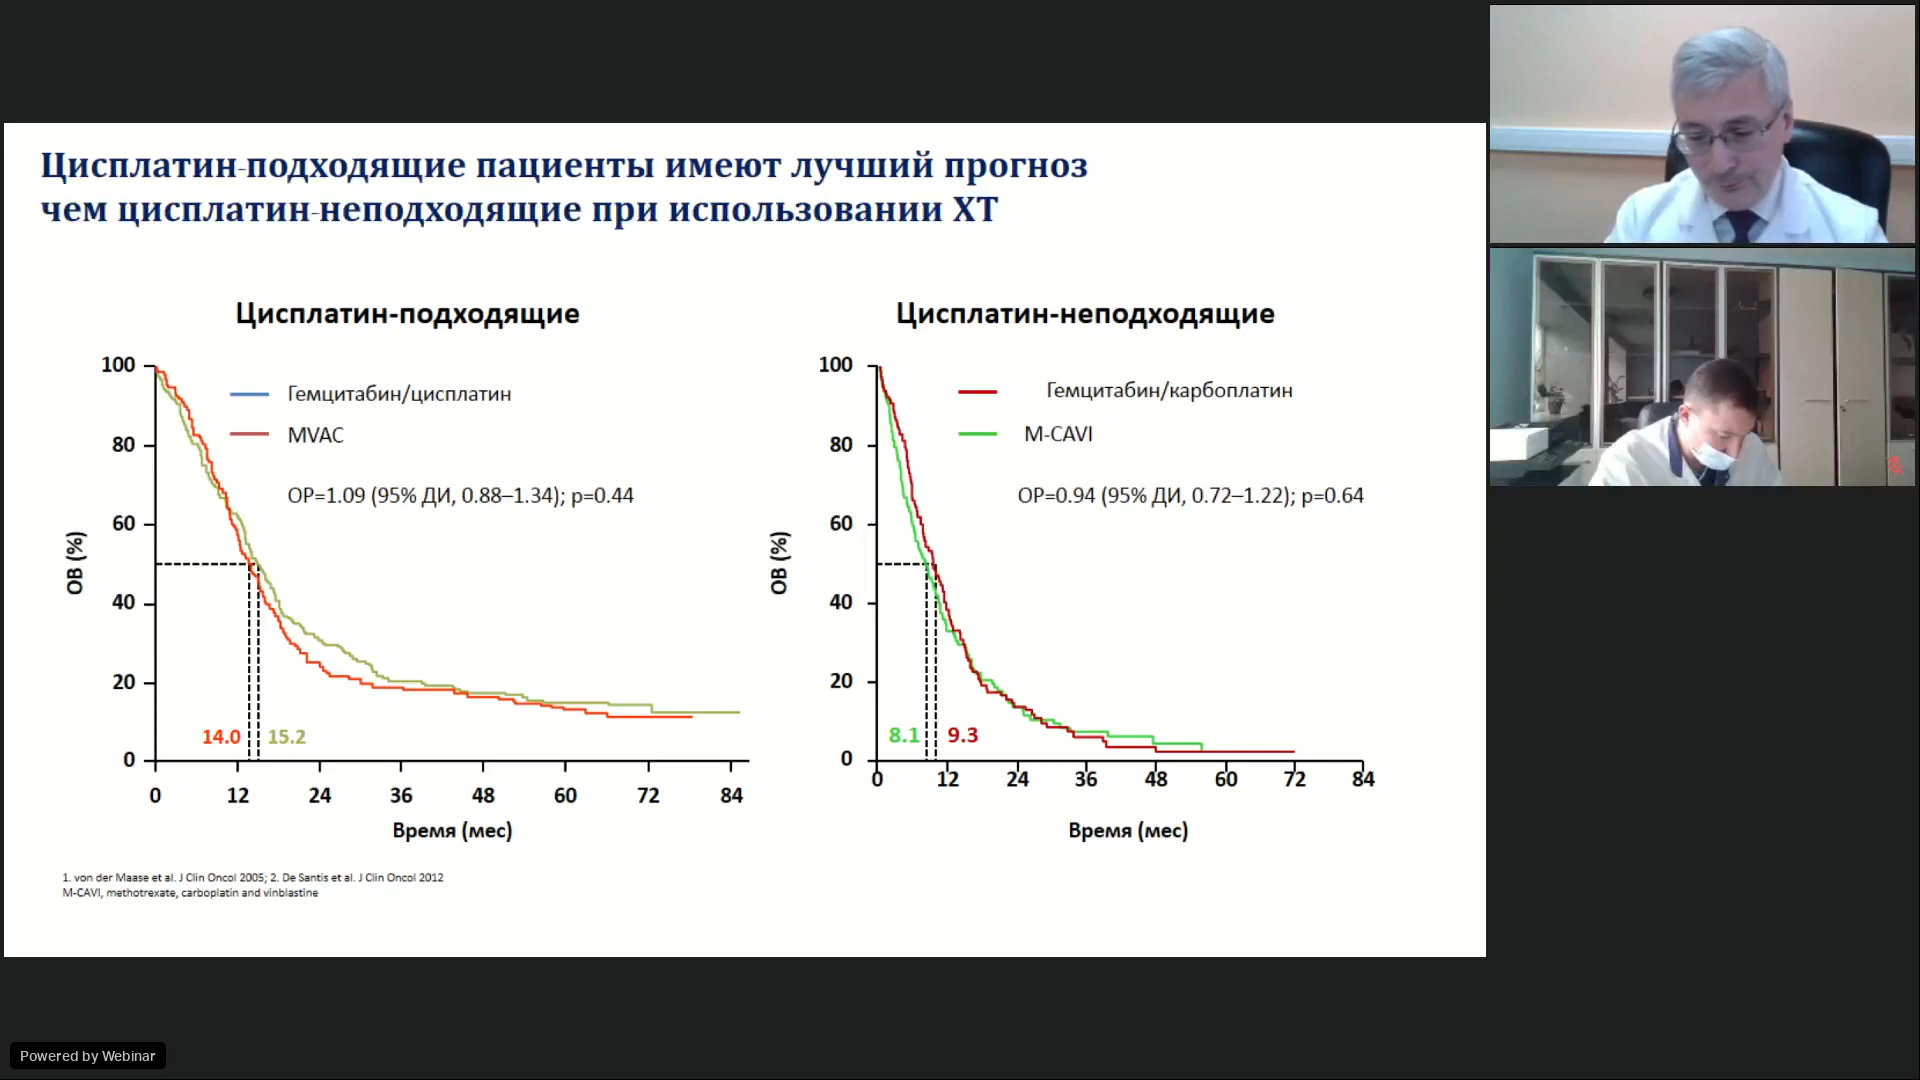 Цисплатин-подходящие пациенты имеют лучший прогноз
чем цисплатин-неподходящие при использовании ХТ
Цисплатин-подходящие
100
80
60
40
20
0
ОВ (%)
Гемцитабин/цисплатин
MVAC
ОР=1.09 (95% ДИ, 0.88–1.34); p=0.44
14.0
15.2
0 12 24 36 48 60 72 84
Время (мес)
Цисплатин-неподходящие
100
80
60
40
20
0
ОВ (%)
Гемцитабин/карбоплатин
M-CAVI
ОР=0.94 (95% ДИ, 0.72–1.22); p=0.64
8.1
9.3
0 12 24 36 48 60 72 84
Время (мес)
1. von der Maase et al. J Clin Oncol 2005; 2. De Santis et al. J Clin Oncol 2012
M-CAVI, methotrexate, carboplatin and vinblastine
Powered by Webinar